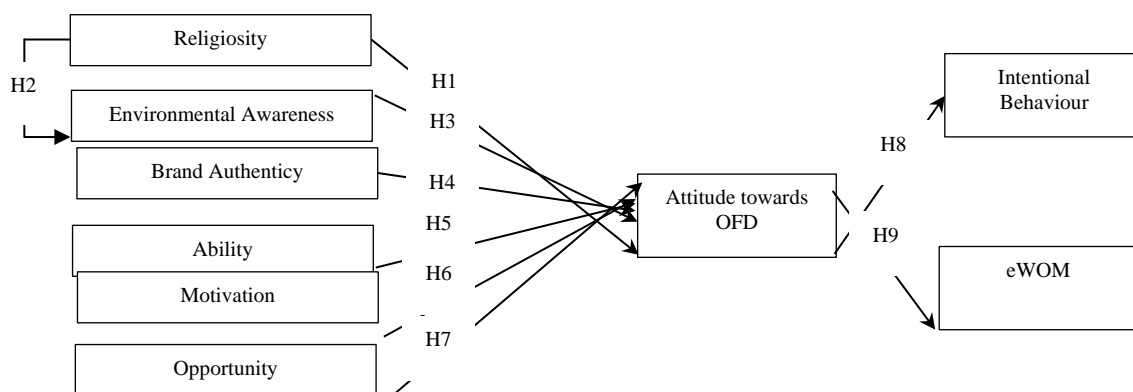 Religiosity
H2
Environmental Awareness
Brand Authenticy
Ability
Motivation
Opportunity
H1
H3
H4
H5
H6
H7
Attitude towards
OFD
H8
H9
Intentional
Behaviour
eWOM